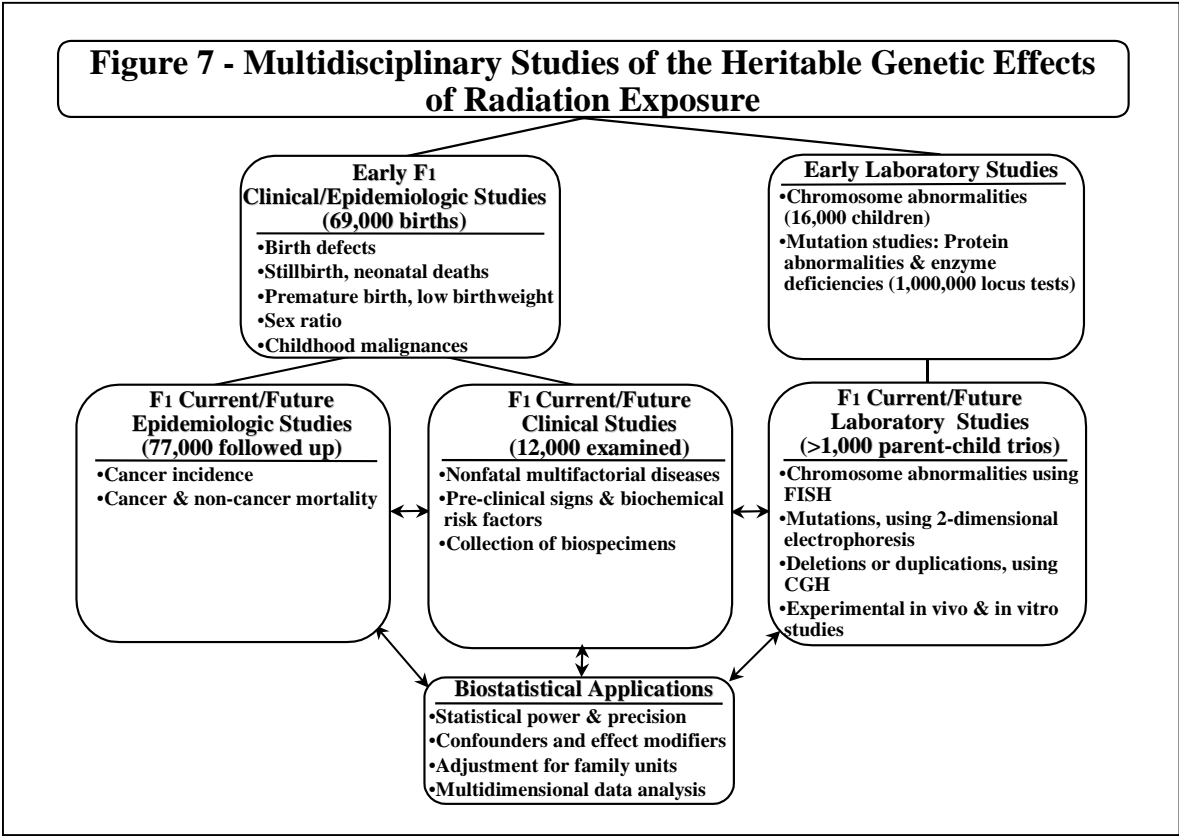 Figure 7 - Multidisciplinary Studies of the Heritable Genetic Effects
of Radiation Exposure
Early F1
Clinical/Epidemiologic Studies
(69,000 births)
•Birth defects
•Stillbirth, neonatal deaths
•Premature birth, low birthweight
•Sex ratio
•Childhood malignances
Early Laboratory Studies
•Chromosome abnormalities
(16,000 children)
•Mutation studies: Protein
abnormalities & enzyme
deficiencies (1,000,000 locus tests)
F1 Current/Future
Epidemiologic Studies
(77,000 followed up)
•Cancer incidence
•Cancer & non-cancer mortality
F1 Current/Future
Clinical Studies
(12,000 examined)
•Nonfatal multifactorial diseases
•Pre-clinical signs & biochemical
risk factors
•Collection of biospecimens
F1 Current/Future
Laboratory Studies
(>1,000 parent-child trios)
•Chromosome abnormalities using
FISH
•Mutations, using 2-dimensional
electrophoresis
•Deletions or duplications, using
CGH
•Experimental in vivo & in vitro
studies
Biostatistical Applications
•Statistical power & precision
•Confounders and effect modifiers
•Adjustment for family units
•Multidimensional data analysis